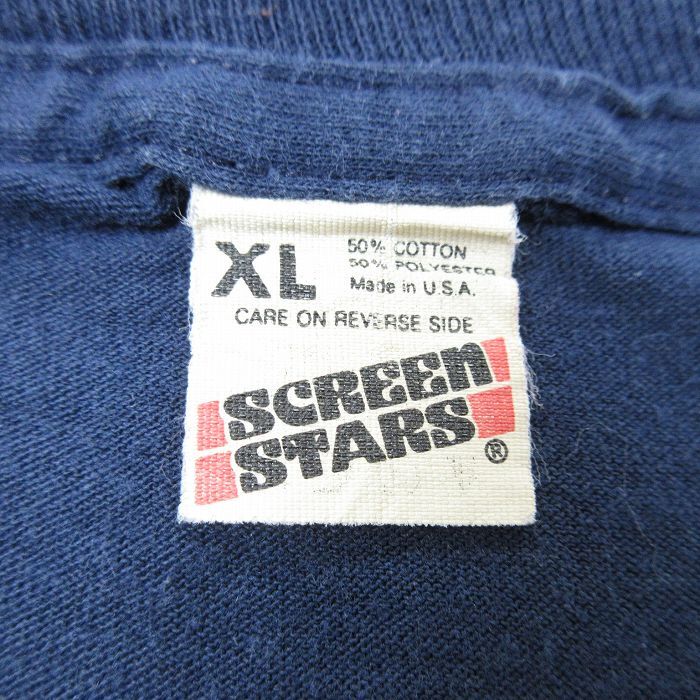 XL
50% COTTON
50% POLYESTER
Made in U.S.A.
CARE ON REVERSE SIDE
SCREEN
STARS®